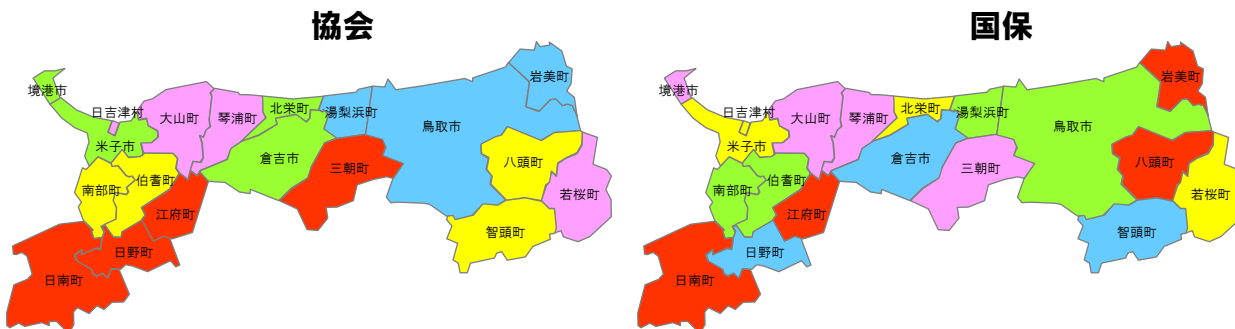 協会
岩美町
境港市
日吉津村
大山町
琴浦町
北栄町
湯梨浜町
鳥取市
米子市
倉吉市
三朝町
八頭町
南部町
伯耆町
若桜町
江府町
智頭町
日野町
日南町
国保
岩美町
境港市
日吉津村
大山町
琴浦町
北栄町
湯梨浜町
鳥取市
米子市
倉吉市
三朝町
八頭町
南部町
伯耆町
若桜町
江府町
智頭町
日野町
日南町